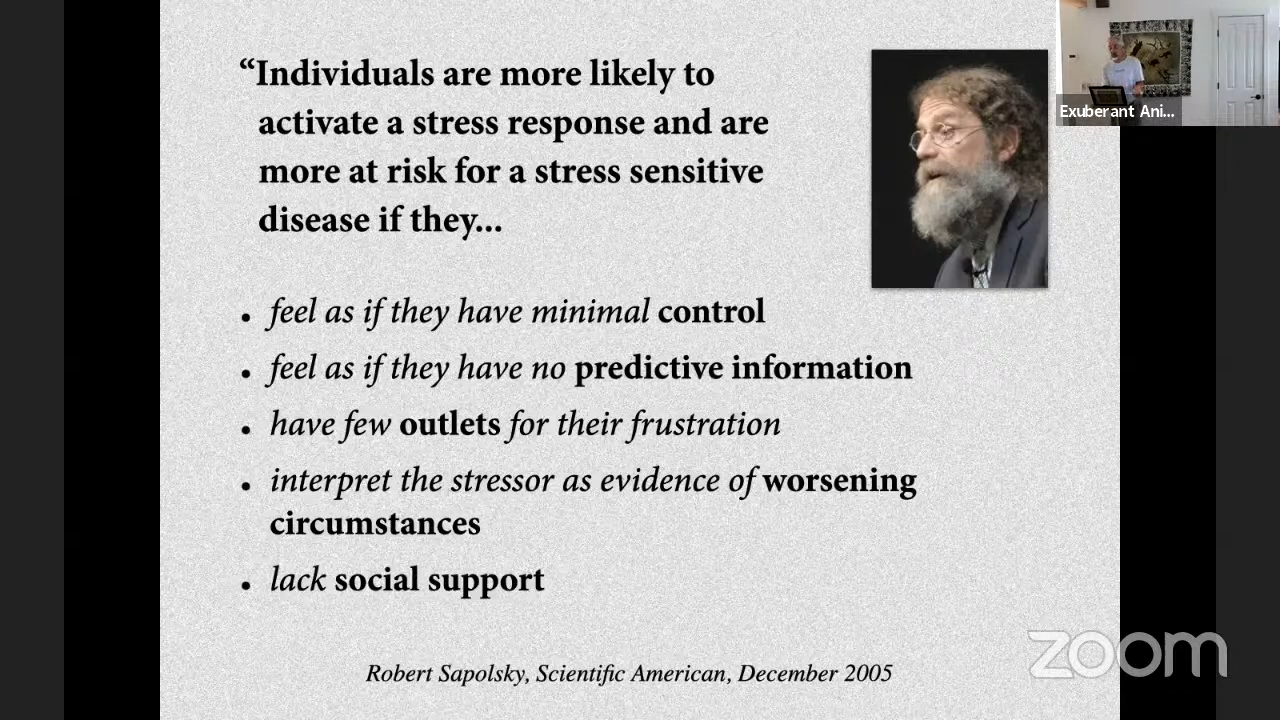 “Individuals are more likely to
activate a stress response and are
more at risk for a stress sensitive
disease if they...
• feel as if they have minimal control
• feel as if they have no predictive information
• have few outlets for their frustration
• interpret the stressor as evidence of worsening
circumstances
• lack social support
Robert Sapolsky, Scientific American, December 2005
Exuberant Ani...
zoom